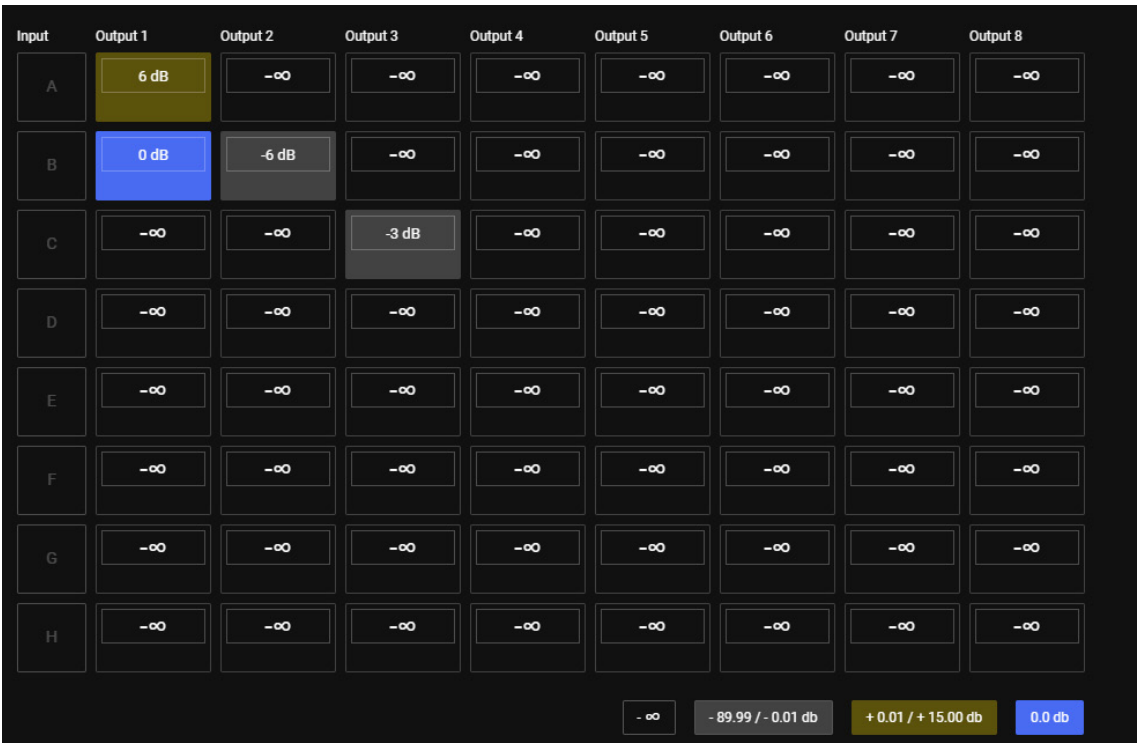 Input Output 1 Output 2 Output 3 Output 4 Output 5 Output 6 Output 7 Output 8
A 6 dB -∞ -∞ -∞ -∞ -∞ -∞ -∞
B 0 dB -6 dB -∞ -∞ -∞ -∞ -∞ -∞
C -∞ -∞ -3 dB -∞ -∞ -∞ -∞ -∞
D -∞ -∞ -∞ -∞ -∞ -∞ -∞ -∞
E -∞ -∞ -∞ -∞ -∞ -∞ -∞ -∞
F -∞ -∞ -∞ -∞ -∞ -∞ -∞ -∞
G -∞ -∞ -∞ -∞ -∞ -∞ -∞ -∞
H -∞ -∞ -∞ -∞ -∞ -∞ -∞ -∞
- ∞ - 89.99 / - 0.01 db + 0.01 / + 15.00 db 0.0 db